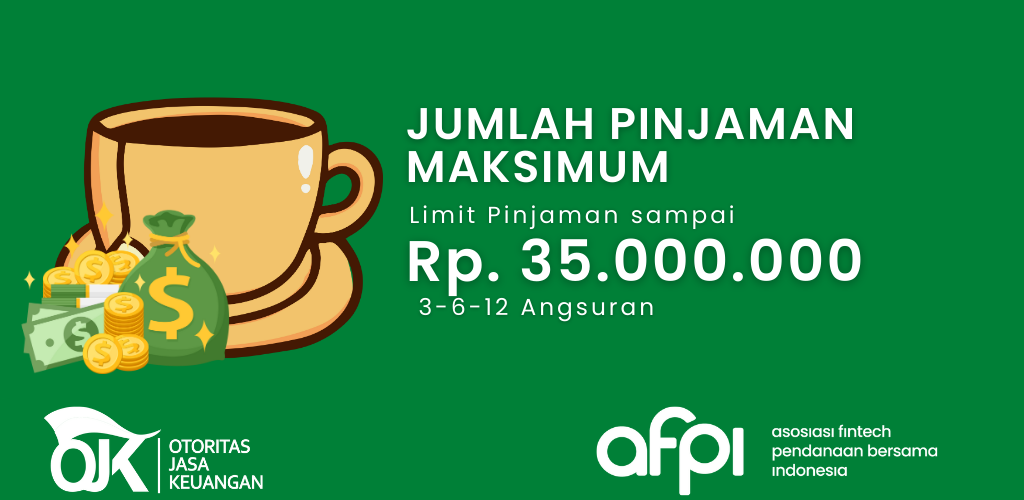 JUMLAH PINJAMAN
MAKSIMUM
Limit Pinjaman sampai
Rp. 35.000.000
3-6-12 Angsuran
OJK
OTORITAS
JASA
KEUANGAN
afpi
asosiasi fintech
pendanaan bersama
indonesia